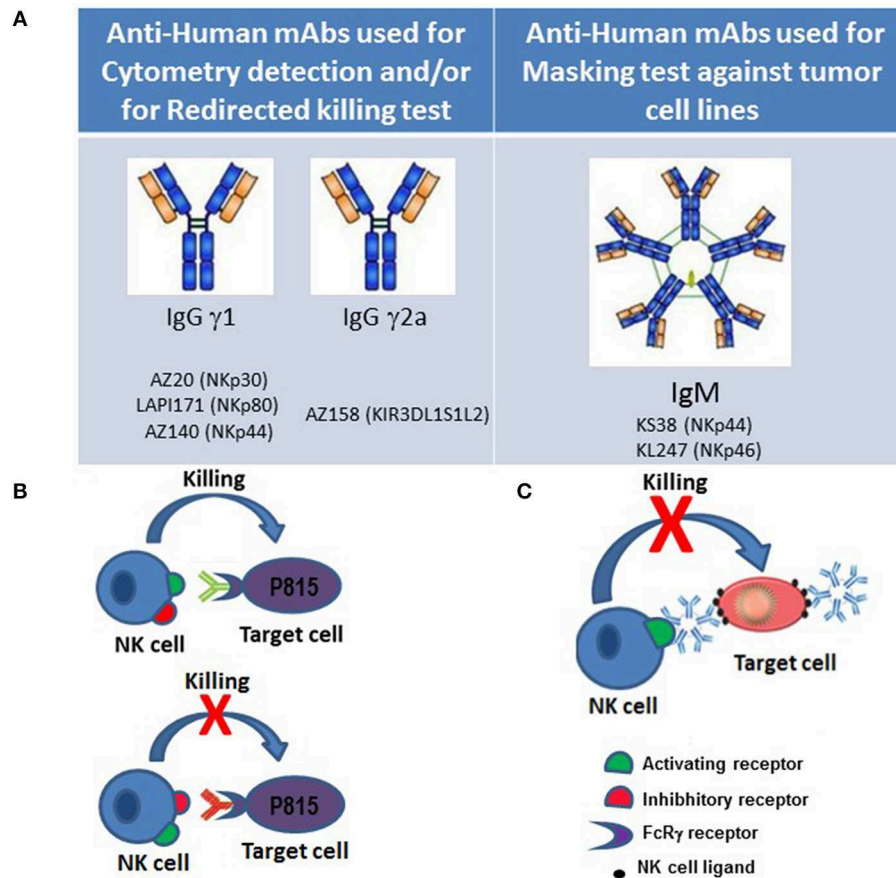 A
Anti-Human mAbs used for
Cytometry detection and/or
for Redirected killing test
Anti-Human mAbs used for
Masking test against tumor
cell lines
IgG γ1
IgG γ2a
AZ20 (NKp30)
LAPI171 (NKp80)
AZ140 (NKp44)
AZ158 (KIR3DL1S1L2)
IgM
KS38 (NKp44)
KL247 (NKp46)
B
Killing
P815
NK cell
Target cell
Killing
P815
NK cell
Target cell
C
Killing
Target cell
NK cell
Activating receptor
Inhibhitory receptor
FcRγ receptor
NK cell ligand